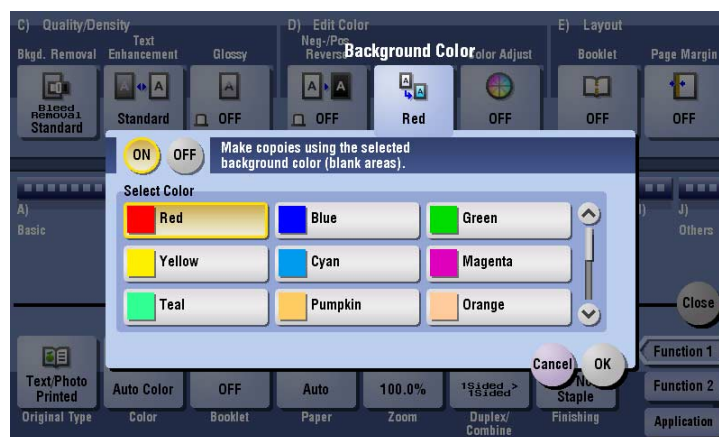 C) Quality/Density
D) Edit Color
E) Layout
Bkgd. Removal
Text
Enhancement
Glossy
Neg-/Pos.
Reverse
Background Color
Color Adjust
Booklet
Page Margin
Bleed
Removal
Standard
Standard
OFF
OFF
Red
OFF
OFF
OFF
ON
OFF
Make copoies using the selected
background color (blank areas).
Select Color
Red
Blue
Green
Yellow
Cyan
Magenta
Teal
Pumpkin
Orange
A)
Basic
J)
Others
Close
Cancel
OK
Text/Photo
Printed
Auto Color
OFF
Auto
100.0%
1Sided >
1Sided
Staple
Original Type
Color
Booklet
Paper
Zoom
Duplex/
Combine
Finishing
Function 1
Function 2
Application